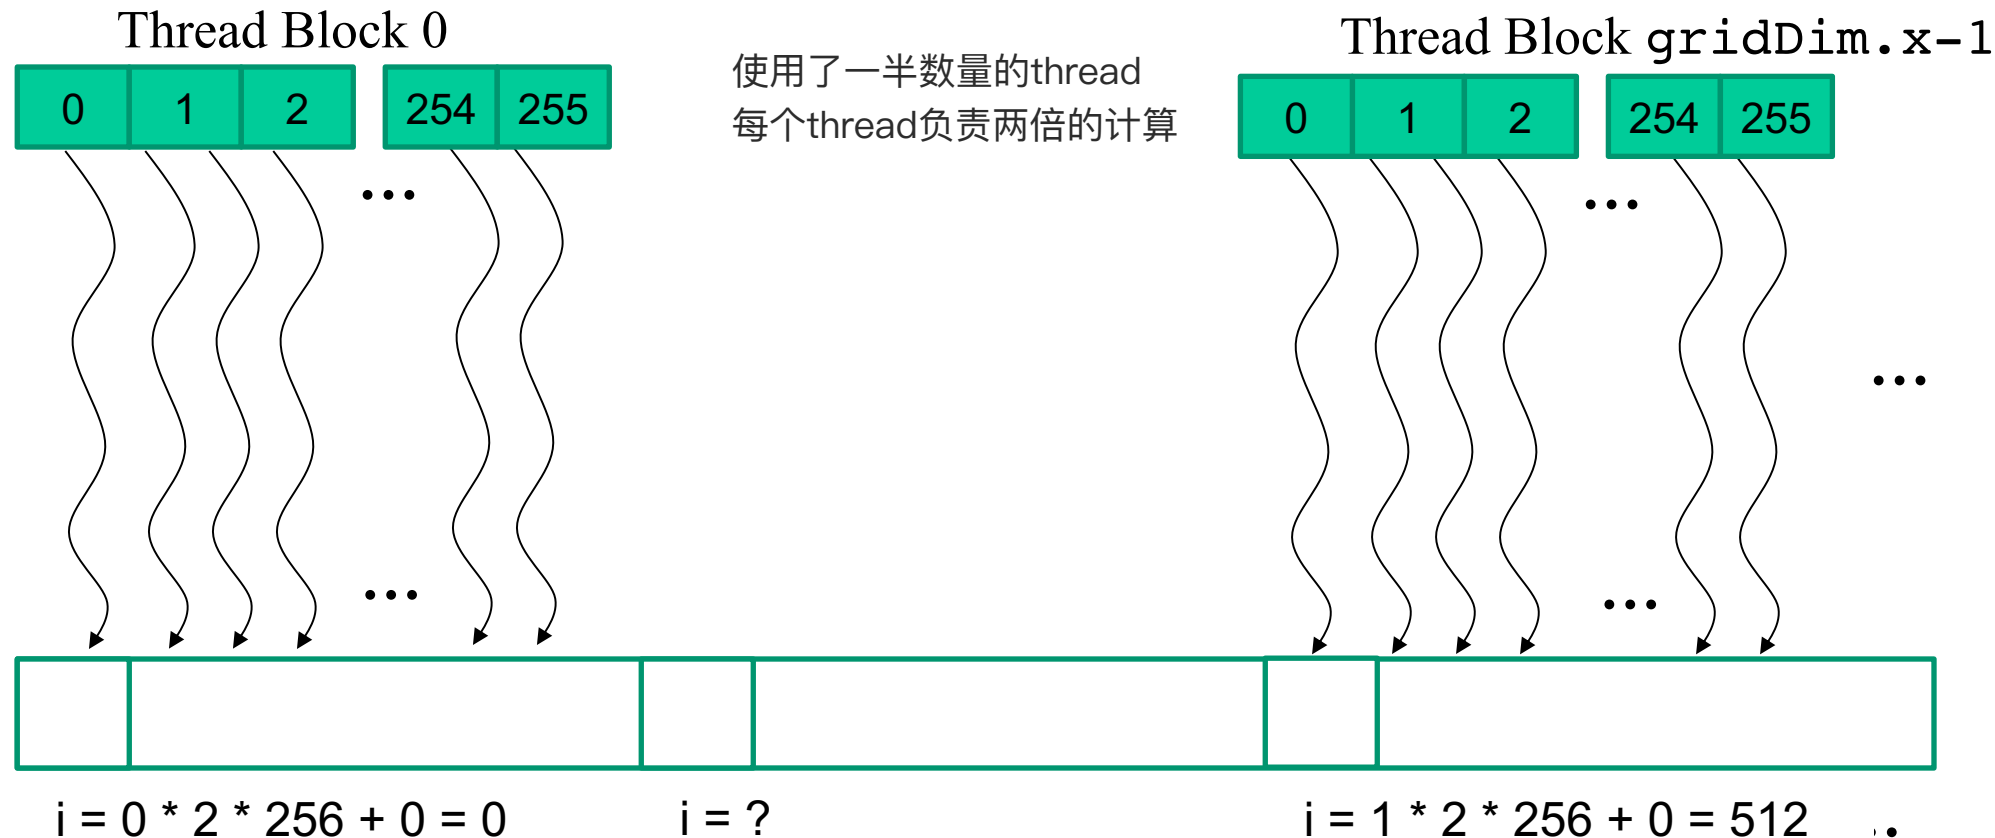 Thread Block 0
0 1 2 254 255
...
...
使用了一半数量的thread
每个thread负责两倍的计算
Thread Block gridDim.x-1
0 1 2 254 255
...
...
...
i = 0 * 2 * 256 + 0 = 0
i = ?
i = 1 * 2 * 256 + 0 = 512